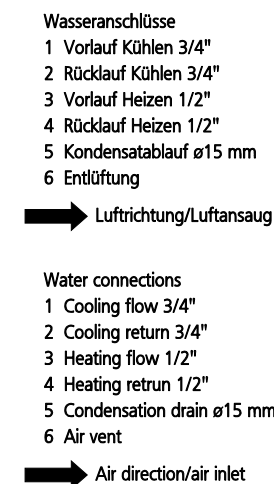 Wasseranschlüsse
1 Vorlauf Kühlen 3/4"
2 Rücklauf Kühlen 3/4"
3 Vorlauf Heizen 1/2"
4 Rücklauf Heizen 1/2"
5 Kondensatablauf ø15 mm
6 Entlüftung
Luftrichtung/Luftansaug
Water connections
1 Cooling flow 3/4"
2 Cooling return 3/4"
3 Heating flow 1/2"
4 Heating retrun 1/2"
5 Condensation drain ø15 mm
6 Air vent
Air direction/air inlet